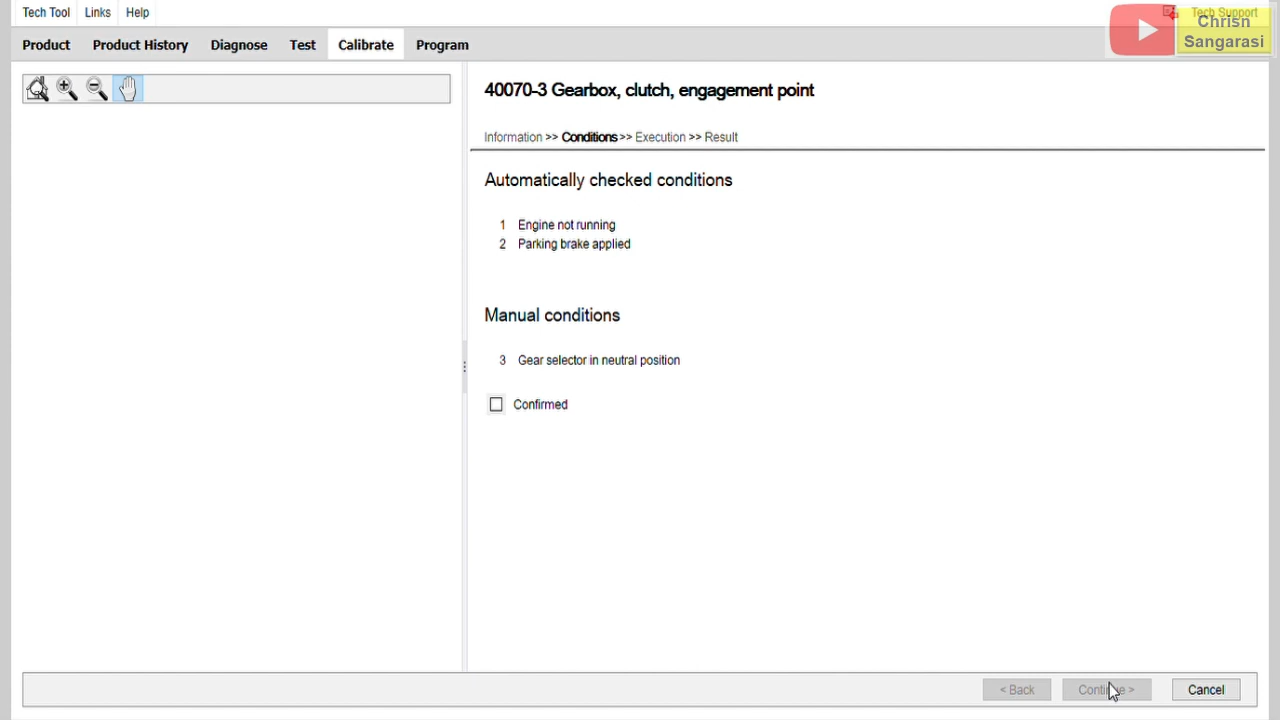 Tech Tool Links Help
Tech Support
Chrisn
Sangarasi
Product Product History Diagnose Test Calibrate Program
40070-3 Gearbox, clutch, engagement point
Information >> Conditions >> Execution >> Result
Automatically checked conditions
1 Engine not running
2 Parking brake applied
Manual conditions
3 Gear selector in neutral position
Confirmed
< Back Continue > Cancel